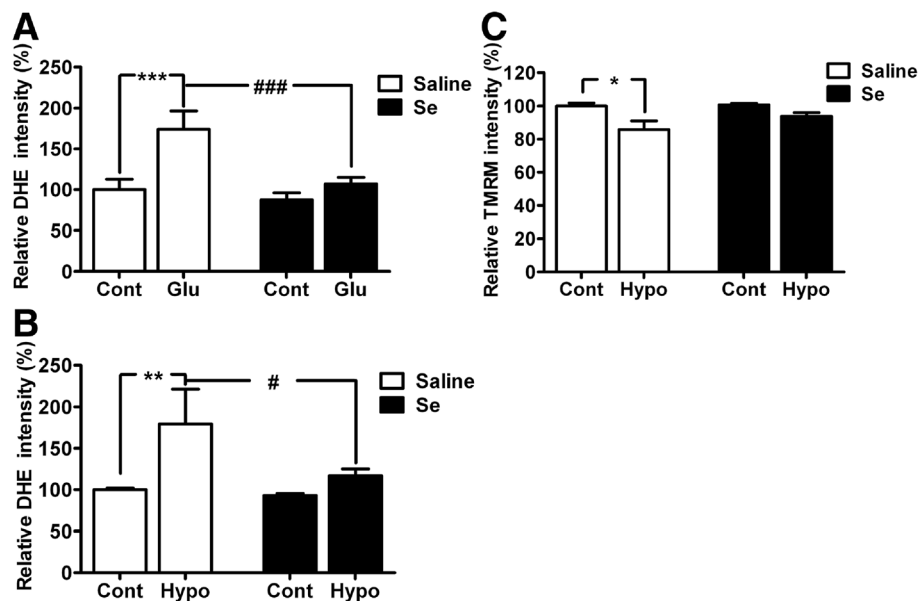 A
Relative DHE intensity (%)
250
200
150
100
50
0
***
###
Saline
Se
Cont Glu Cont Glu
C
Relative TMRM intensity (%)
120
100
80
60
40
20
0
*
Saline
Se
Cont Hypo Cont Hypo
B
Relative DHE intensity (%)
250
200
150
100
50
0
**
#
Saline
Se
Cont Hypo Cont Hypo